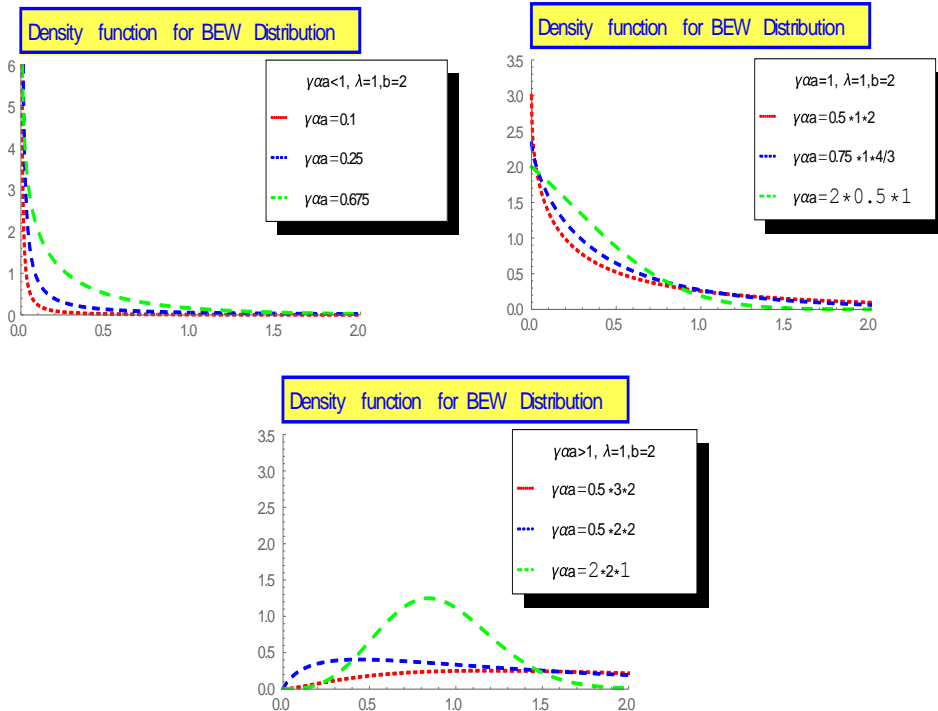 Density function for BEW Distribution
γαa<1, λ=1,b=2
γαa=0.1
γαa=0.25
γαa=0.675
6
5
4
3
2
1
0
0.0 0.5 1.0 1.5 2.0
Density function for BEW Distribution
γαa=1, λ=1,b=2
γαa=0.5*1*2
γαa=0.75*1*4/3
γαa=2*0.5*1
3.5
3.0
2.5
2.0
1.5
1.0
0.5
0.0
0.0 0.5 1.0 1.5 2.0
Density function for BEW Distribution
γαa>1, λ=1,b=2
γαa=0.5*3*2
γαa=0.5*2*2
γαa=2*2*1
3.5
3.0
2.5
2.0
1.5
1.0
0.5
0.0
0.0 0.5 1.0 1.5 2.0